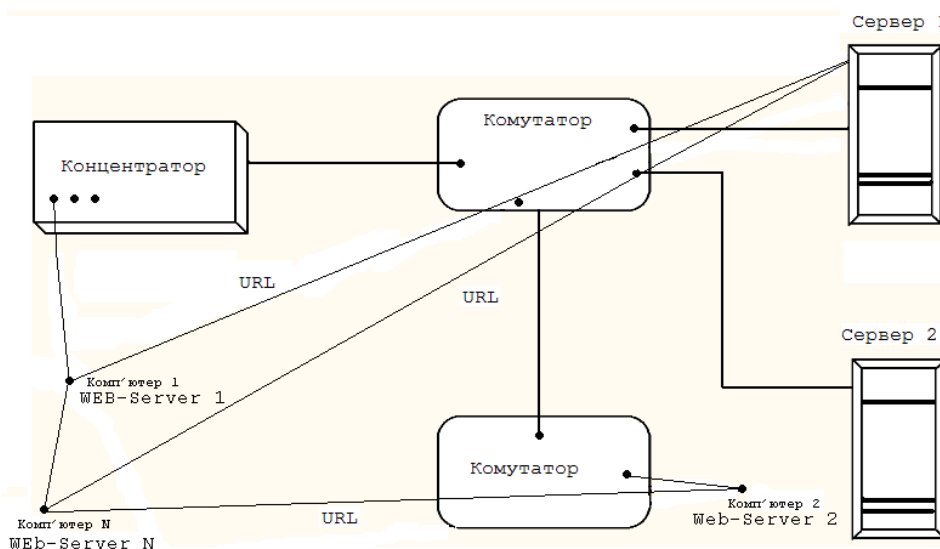 Сервер 1
Комутатор
Концентратор
URL
URL
Сервер 2
Комп'ютер 1
WEB-Server 1
Комутатор
Комп'ютер 2
Web-Server 2
URL
Комп'ютер N
WEb-Server N